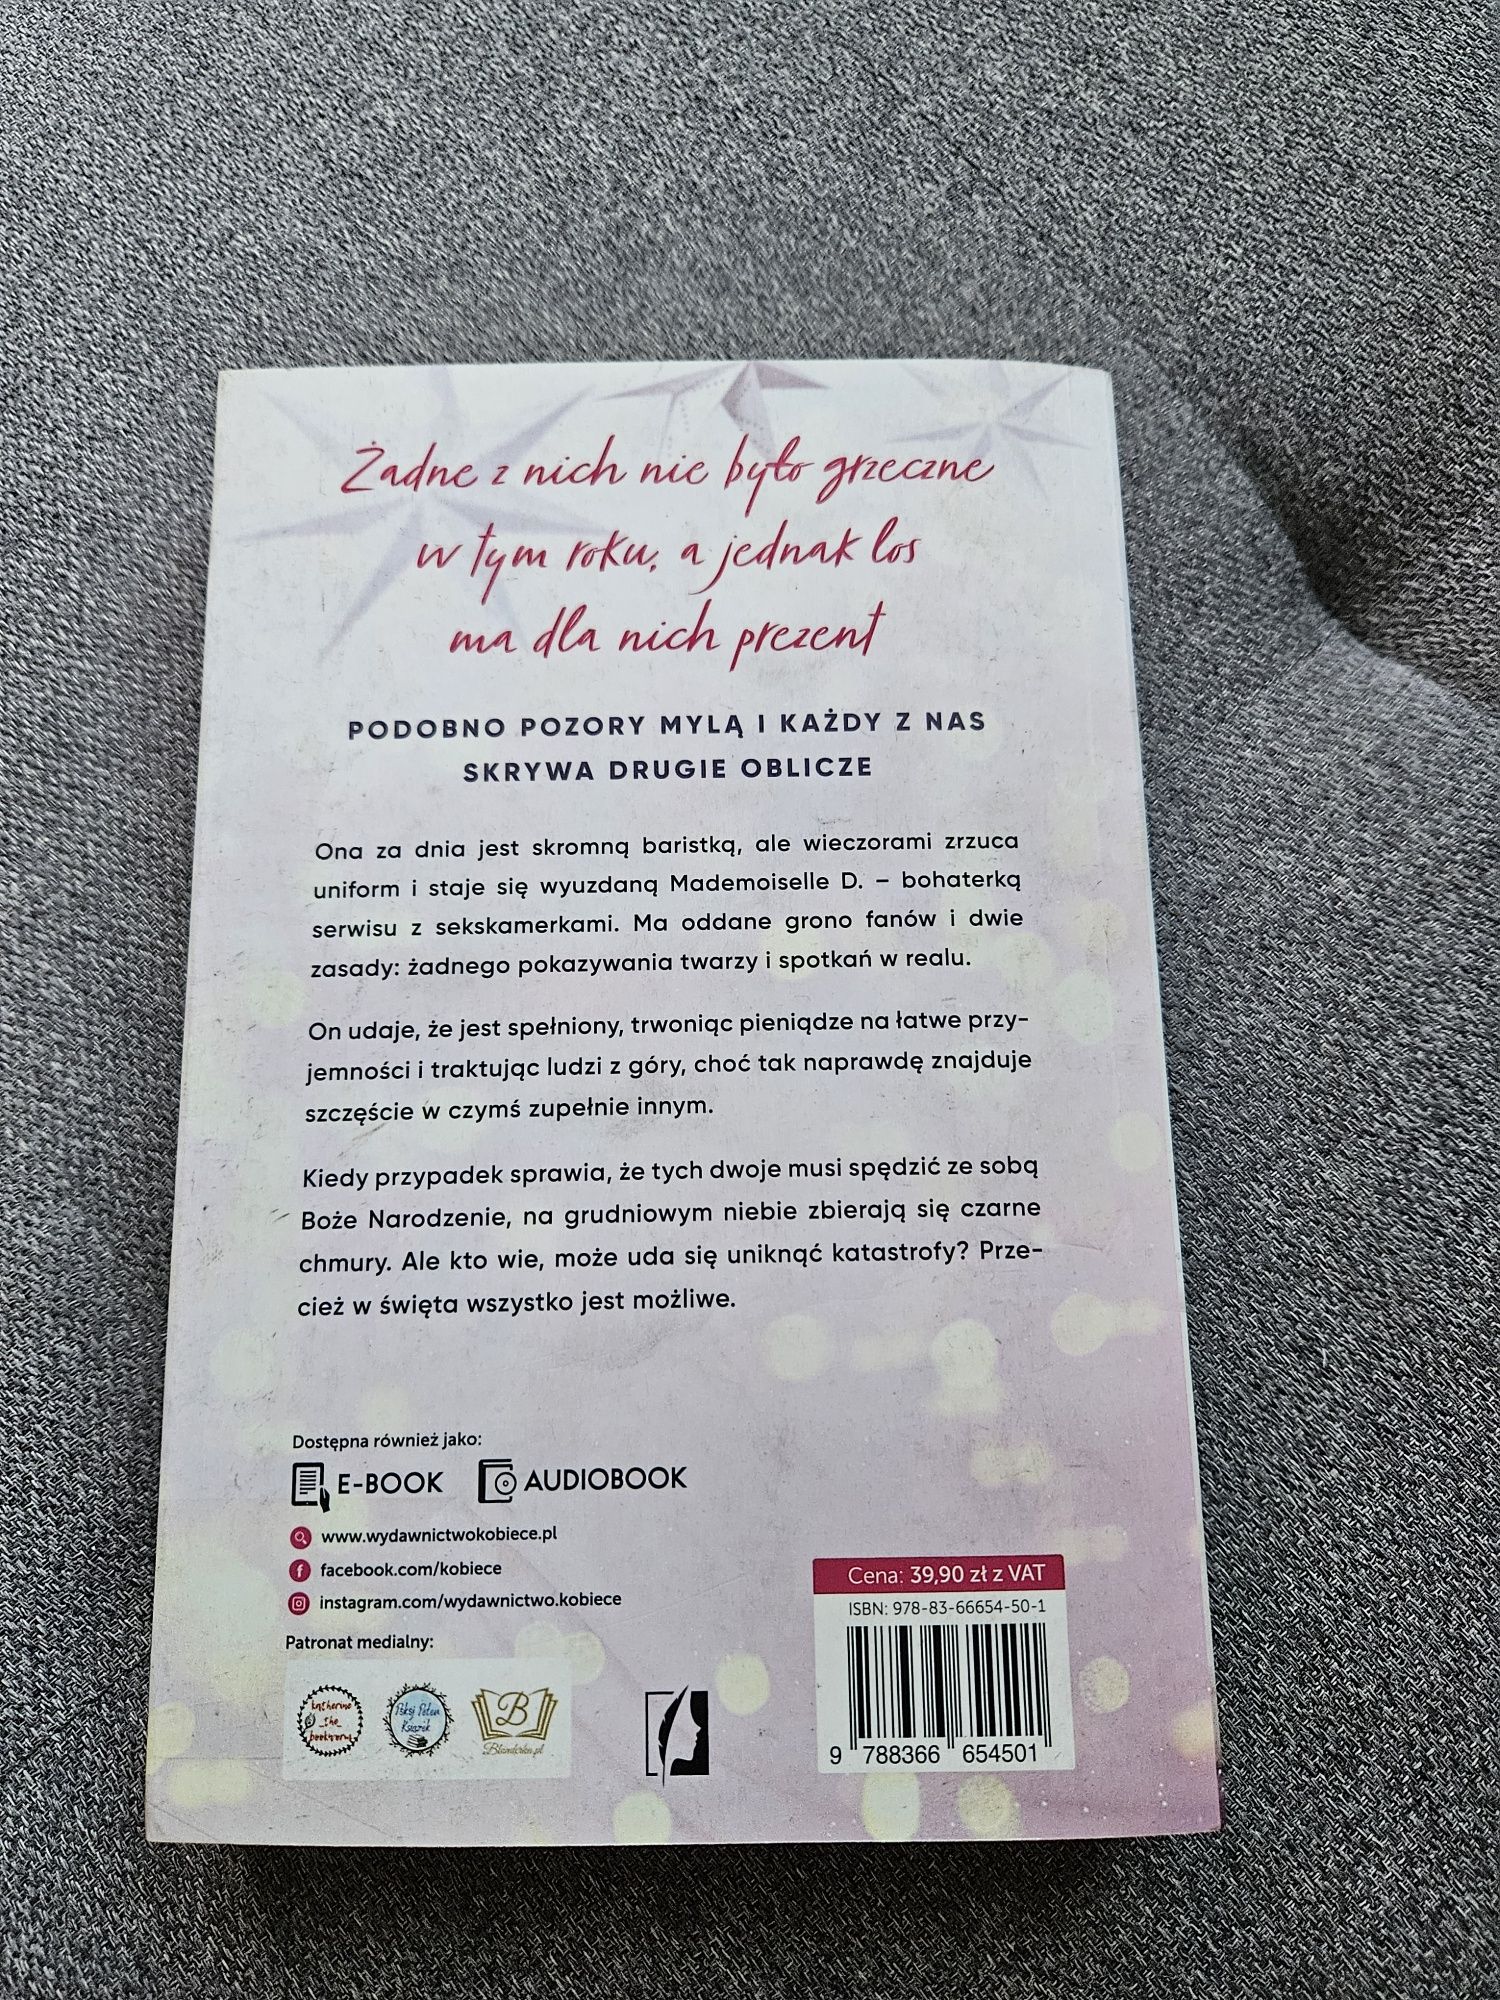 Żadne z nich nie było grzeczne
w tym roku, a jednak los
ma dla nich prezent
PODOBNO POZORY MYLĄ I KAŻDY Z NAS
SKRYWA DRUGIE OBLICZE
Ona za dnia jest skromną baristką, ale wieczorami zrzuca
uniform i staje się wyuzdaną Mademoiselle D. – bohaterką
serwisu z sekskamerkami. Ma oddane grono fanów i dwie
zasady: żadnego pokazywania twarzy i spotkań w realu.
On udaje, że jest spełniony, trwoniąc pieniądze na łatwe przy-
jemności i traktując ludzi z góry, choć tak naprawdę znajduje
szczęście w czymś zupełnie innym.
Kiedy przypadek sprawia, że tych dwoje musi spędzić ze sobą
Boże Narodzenie, na grudniowym niebie zbierają się czarne
chmury. Ale kto wie, może uda się uniknąć katastrofy? Prze-
cież w święta wszystko jest możliwe.
Dostępna również jako:
E-BOOK AUDIOBOOK
www.wydawnictwokobiece.pl
facebook.com/kobiece
instagram.com/wydawnictwo.kobiece
Patronat medialny:
katherine
_the_
bookworm
B
Cena: 39,90 zł z VAT
ISBN: 978-83-66654-50-1
9 788366 654501